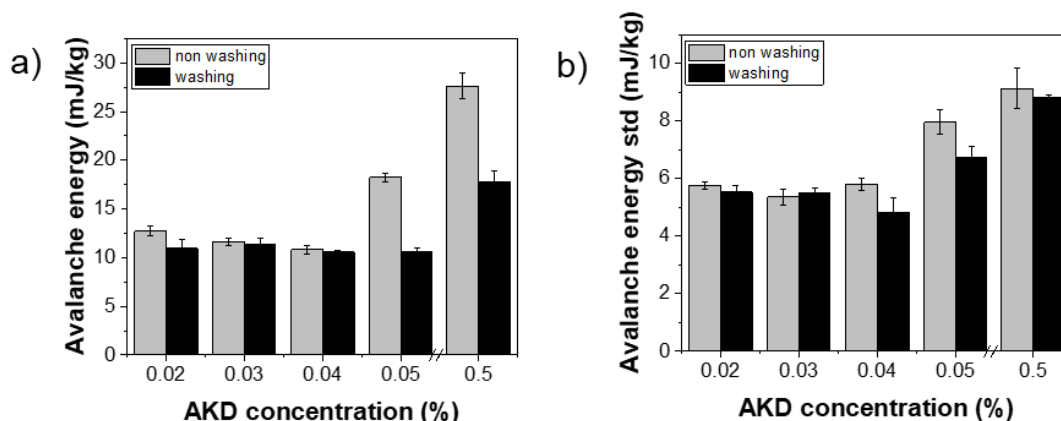 a)
Avalanche energy (mJ/kg)
30
25
20
15
10
5
0
non washing
washing
0.02 0.03 0.04 0.05 0.5
AKD concentration (%)
b)
Avalanche energy std (mJ/kg)
10
8
6
4
2
0
non washing
washing
0.02 0.03 0.04 0.05 0.5
AKD concentration (%)